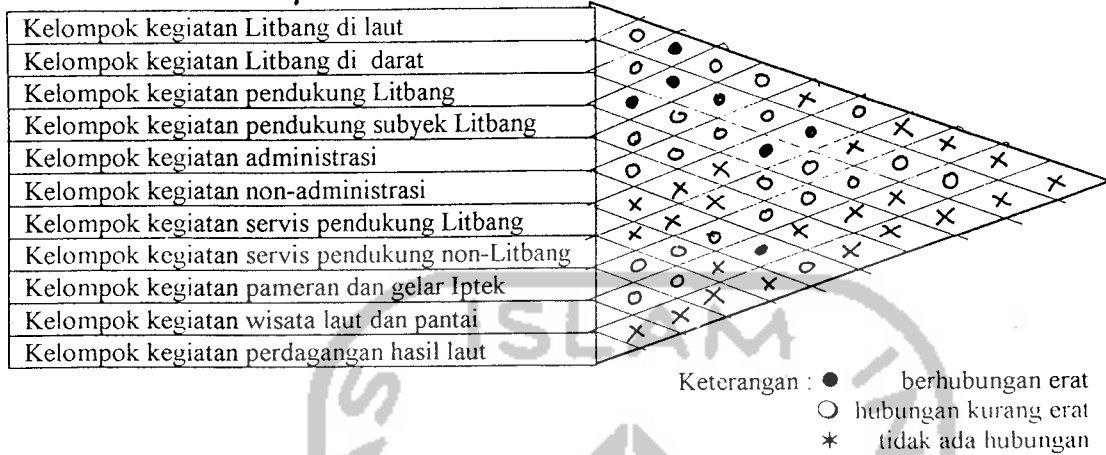 Kelompok kegiatan Litbang di laut
Kelompok kegiatan Litbang di darat
Kelompok kegiatan pendukung Litbang
Kelompok kegiatan pendukung subyek Litbang
Kelompok kegiatan administrasi
Kelompok kegiatan non-administrasi
Kelompok kegiatan servis pendukung Litbang
Kelompok kegiatan servis pendukung non-Litbang
Kelompok kegiatan pameran dan gelar Iptek
Kelompok kegiatan wisata laut dan pantai
Kelompok kegiatan perdagangan hasil laut
ISLAM
Keterangan : ● berhubungan erat
○ hubungan kurang erat
✶ tidak ada hubungan